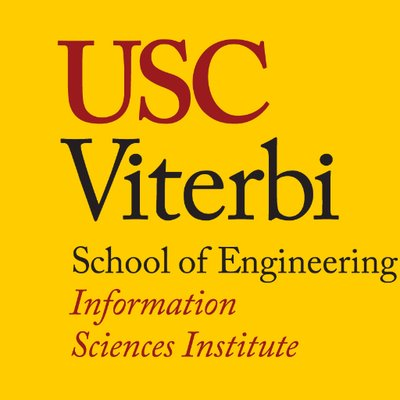 USC
Viterbi
School of Engineering
Information
Sciences Institute